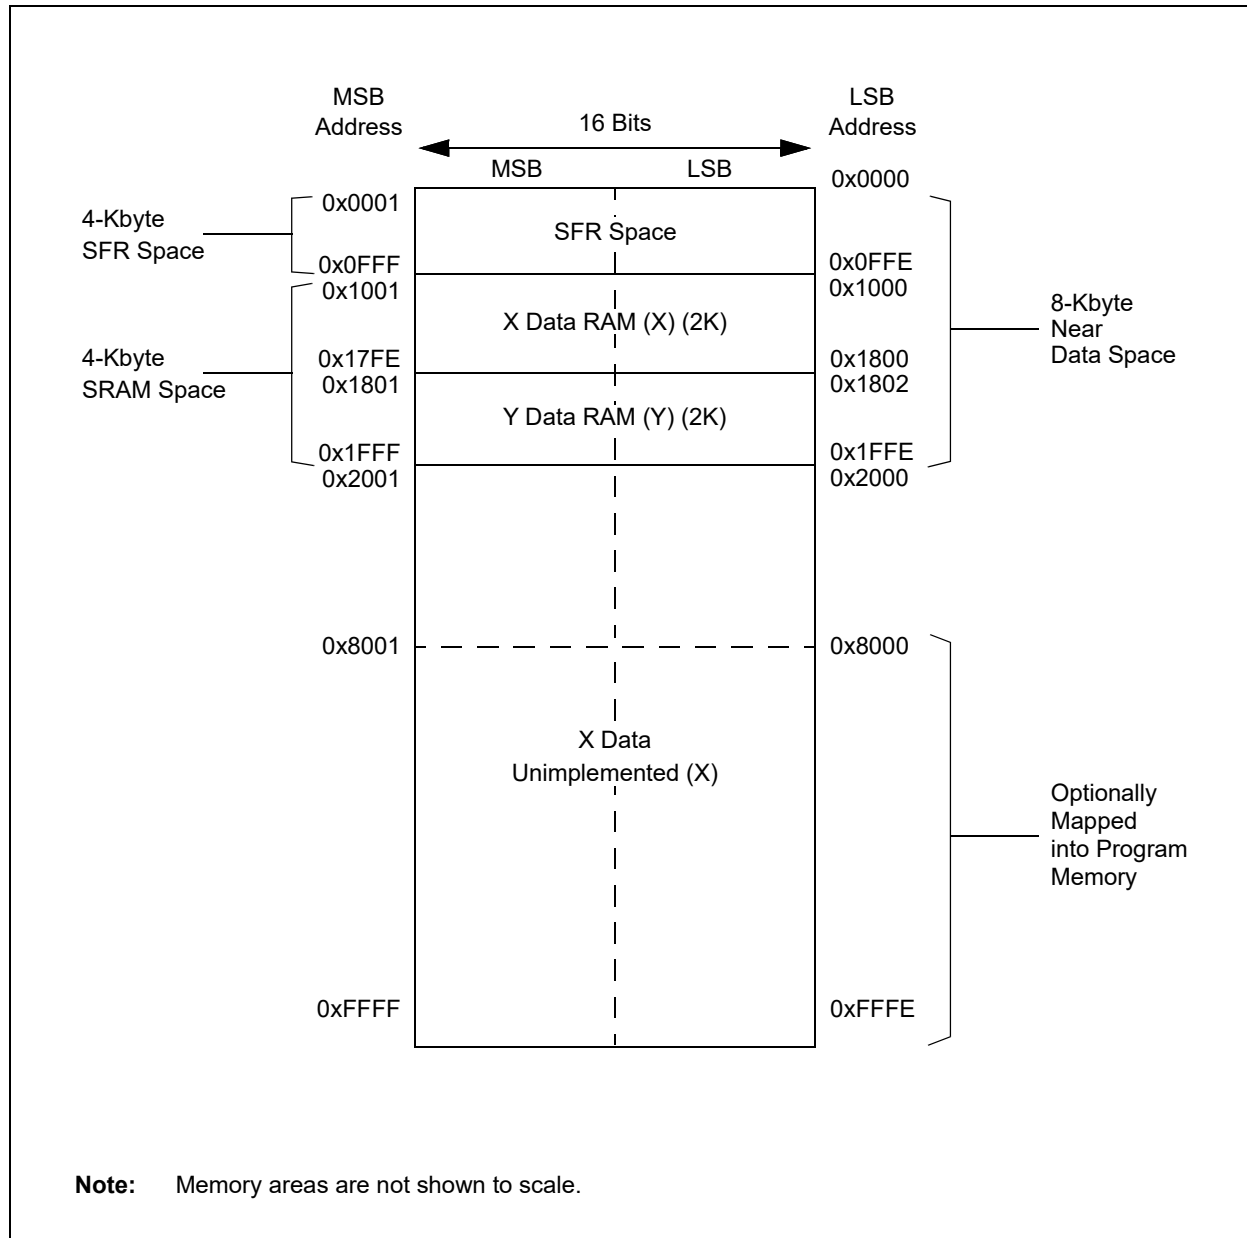 MSB
Address
LSB
Address
16 Bits
MSB
LSB
0x0000
0x0001
4-Kbyte
SFR Space
SFR Space
0x0FFF
0x0FFE
0x1001
0x1000
X Data RAM (X) (2K)
8-Kbyte
Near
Data Space
4-Kbyte
SRAM Space
0x17FE
0x1800
0x1801
0x1802
Y Data RAM (Y) (2K)
0x1FFF
0x1FFE
0x2001
0x2000
0x8001
0x8000
X Data
Unimplemented (X)
Optionally
Mapped
into Program
Memory
0xFFFF
0xFFFE
Note: Memory areas are not shown to scale.